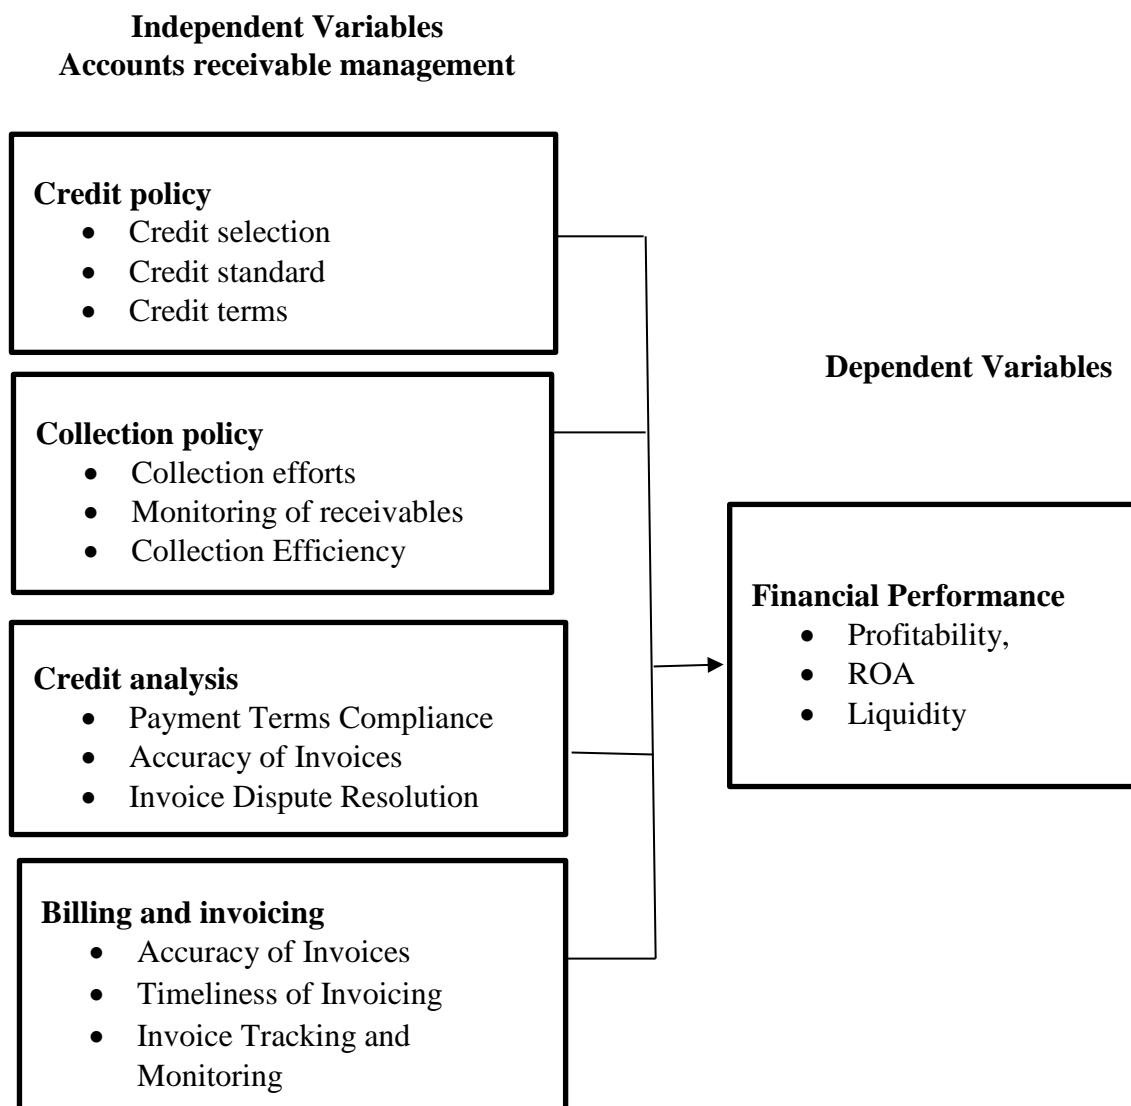 Independent Variables
Accounts receivable management
Credit policy
• Credit selection
• Credit standard
• Credit terms
Collection policy
• Collection efforts
• Monitoring of receivables
• Collection Efficiency
Credit analysis
• Payment Terms Compliance
• Accuracy of Invoices
• Invoice Dispute Resolution
Billing and invoicing
• Accuracy of Invoices
• Timeliness of Invoicing
• Invoice Tracking and
Monitoring
Dependent Variables
Financial Performance
• Profitability,
• ROA
• Liquidity